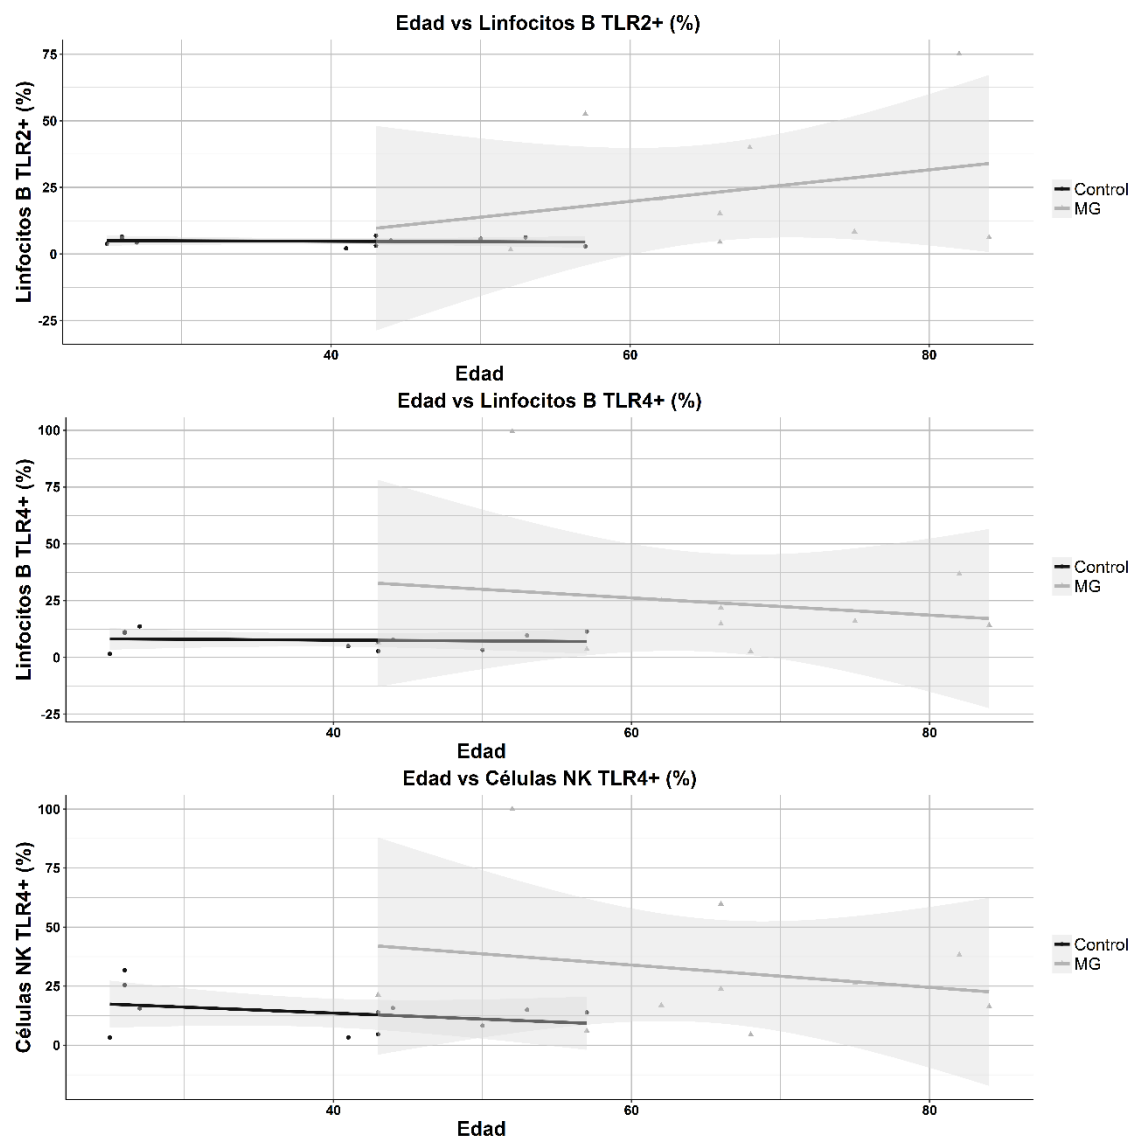 Edad vs Linfocitos B TLR2+ (%)
Linfocitos B TLR2+ (%)
75
50
25
0
-25
40
60
80
Edad
Control
MG
Edad vs Linfocitos B TLR4+ (%)
Linfocitos B TLR4+ (%)
100
75
50
25
0
-25
40
60
80
Edad
Control
MG
Edad vs Células NK TLR4+ (%)
Células NK TLR4+ (%)
100
75
50
25
0
40
60
80
Edad
Control
MG